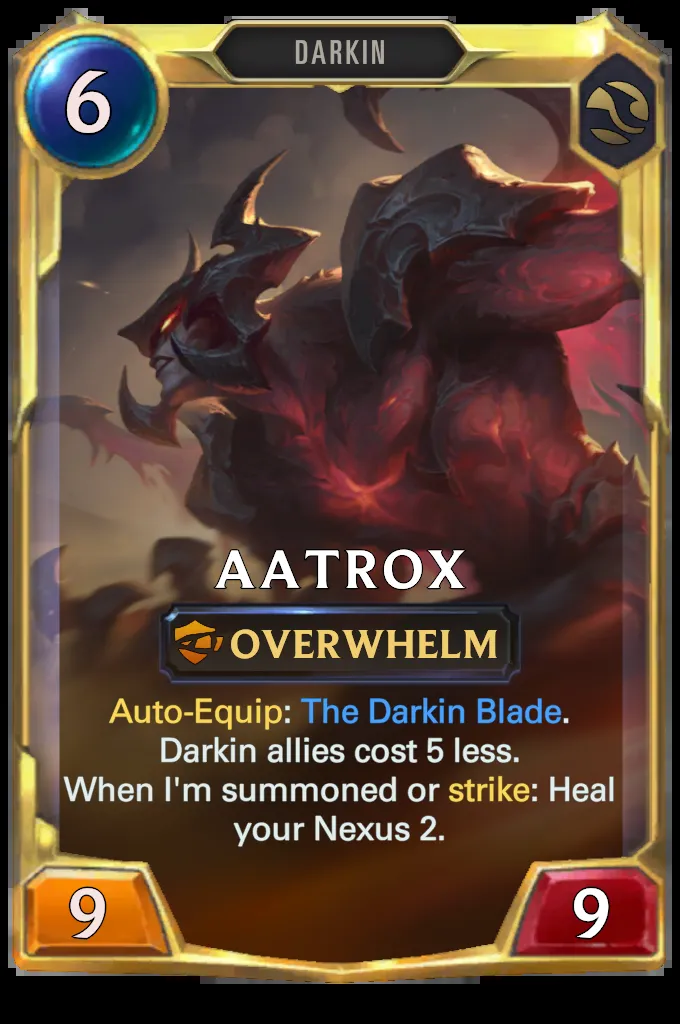 DARKIN
6
AATROX
OVERWHELM
Auto-Equip: The Darkin Blade.
Darkin allies cost 5 less.
When I'm summoned or strike: Heal
your Nexus 2.
9
9